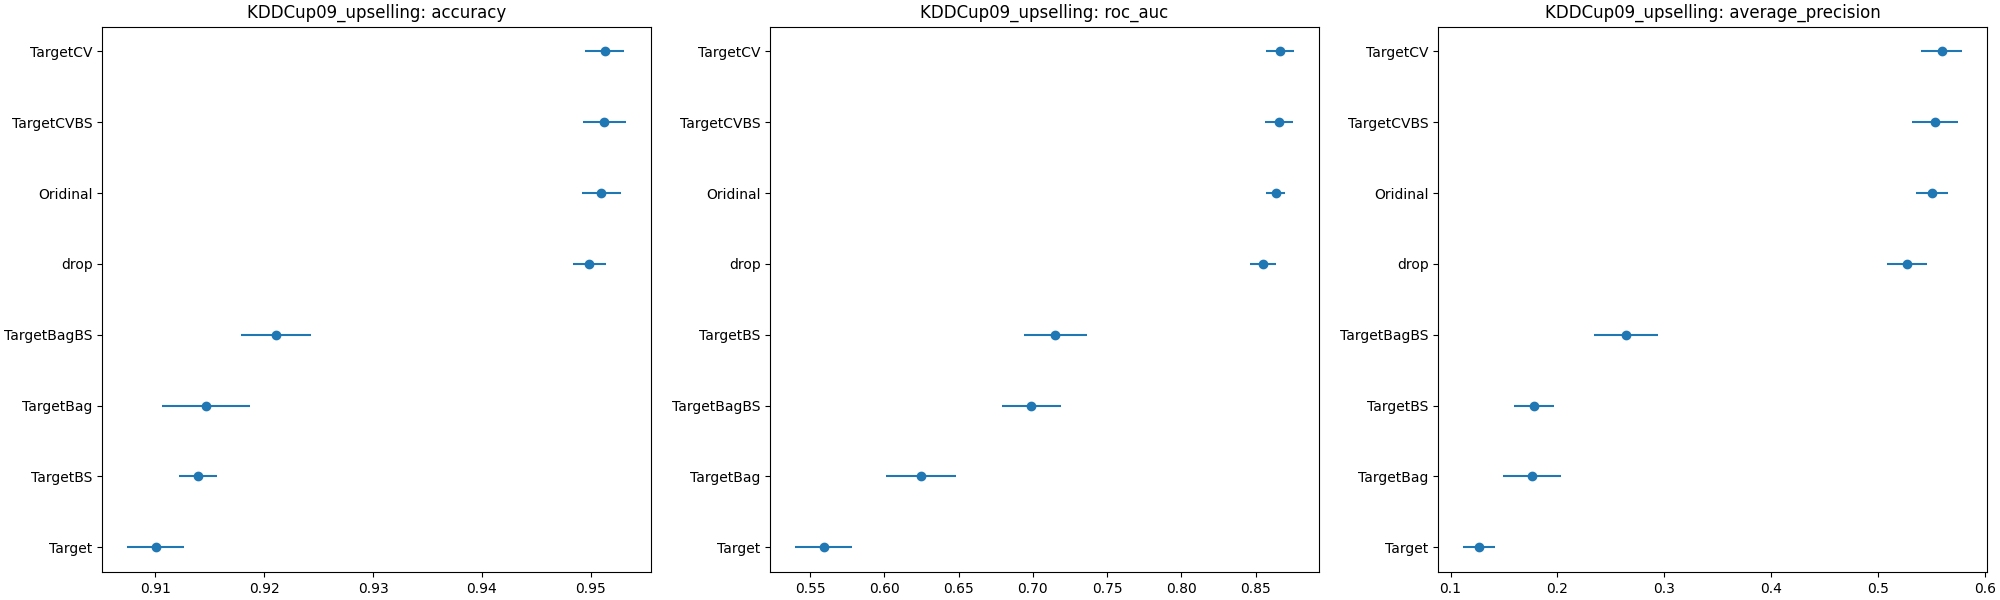 KDDCup09_upselling: accuracy
TargetCV
TargetCVBS
Oridinal
drop
TargetBagBS
TargetBag
TargetBS
Target
0.91 0.92 0.93 0.94 0.95
KDDCup09_upselling: roc_auc
TargetCV
TargetCVBS
Oridinal
drop
TargetBS
TargetBagBS
TargetBag
Target
0.55 0.60 0.65 0.70 0.75 0.80 0.85
KDDCup09_upselling: average_precision
TargetCV
TargetCVBS
Oridinal
drop
TargetBagBS
TargetBS
TargetBag
Target
0.1 0.2 0.3 0.4 0.5 0.6